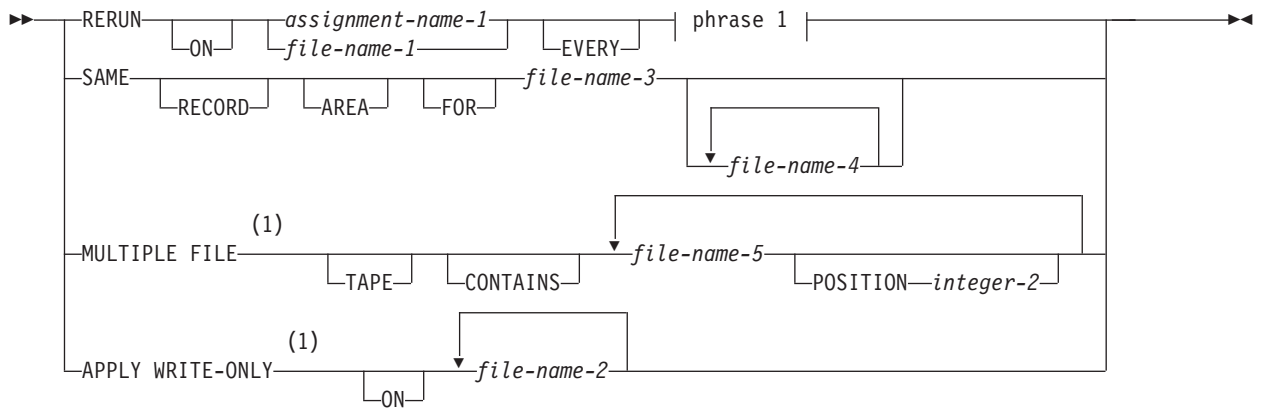 RERUN ON assignment-name-1 file-name-1 EVERY phrase 1
SAME RECORD AREA FOR file-name-3
file-name-4
(1)
MULTIPLE FILE TAPE CONTAINS file-name-5 POSITION integer-2
(1)
APPLY WRITE-ONLY ON file-name-2